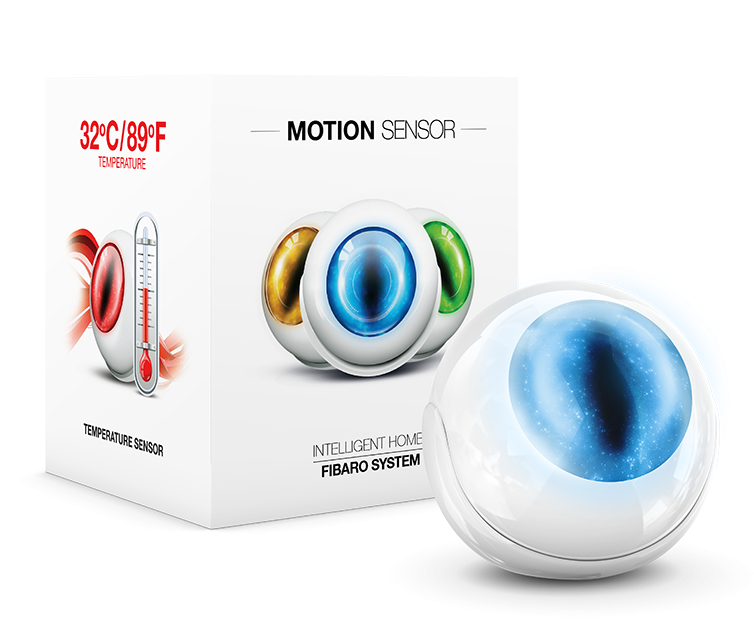 32ºC/89ºF
TEMPERATURE
TEMPERATURE SENSOR
MOTION SENSOR
INTELLIGENT HOME
FIBARO SYSTEM